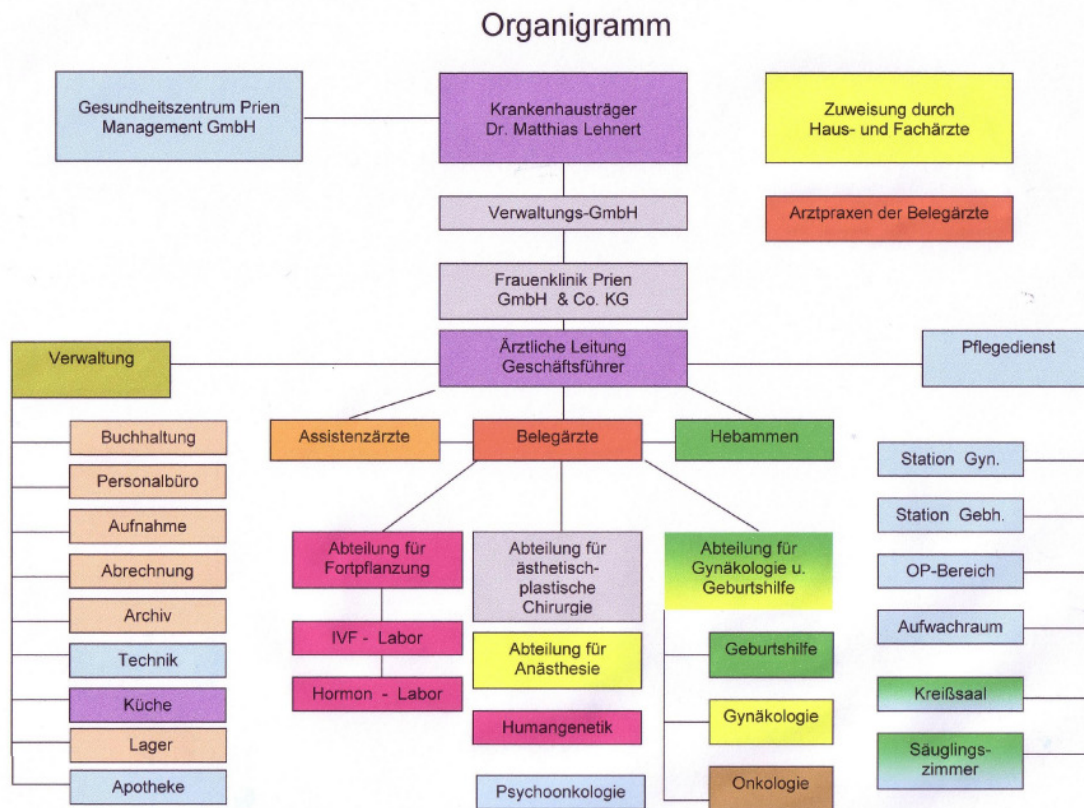 Organigramm
Gesundheitszentrum Prien
Management GmbH
Krankenhausträger
Dr. Matthias Lehnert
Zuweisung durch
Haus- und Fachärzte
Verwaltungs-GmbH
Arztpraxen der Belegärzte
Frauenklinik Prien
GmbH & Co. KG
Verwaltung
Ärztliche Leitung
Geschäftsführer
Pflegedienst
Assistenzärzte
Belegärzte
Hebammen
Buchhaltung
Personalbüro
Aufnahme
Abrechnung
Archiv
Technik
Küche
Lager
Apotheke
Abteilung für
Fortpflanzung
IVF - Labor
Hormon - Labor
Abteilung für
ästhetisch-
plastische
Chirurgie
Abteilung für
Anästhesie
Humangenetik
Psychoonkologie
Abteilung für
Gynäkologie u.
Geburtshilfe
Geburtshilfe
Gynäkologie
Onkologie
Station Gyn.
Station Gebh.
OP-Bereich
Aufwachraum
Kreißsaal
Säuglings-
zimmer